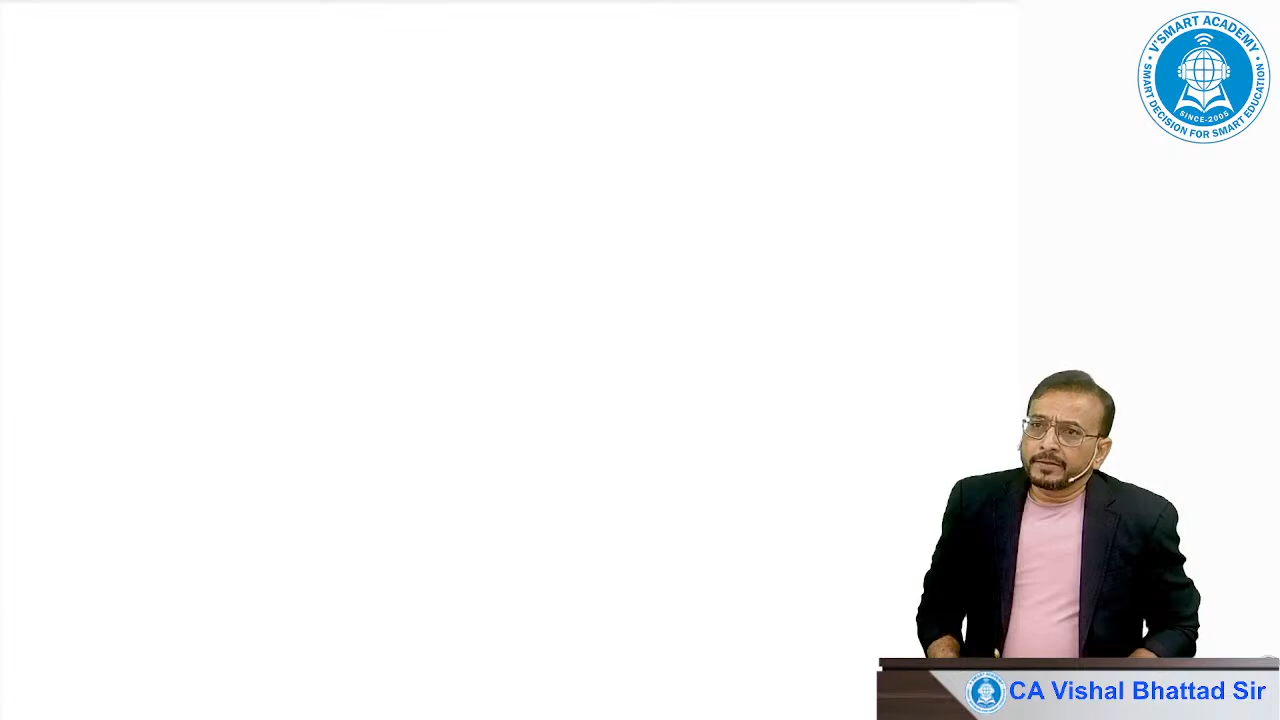 V'SMART ACADEMY
SMART DECISION FOR SMART EDUCATION
SINCE-2005
CA Vishal Bhattad Sir